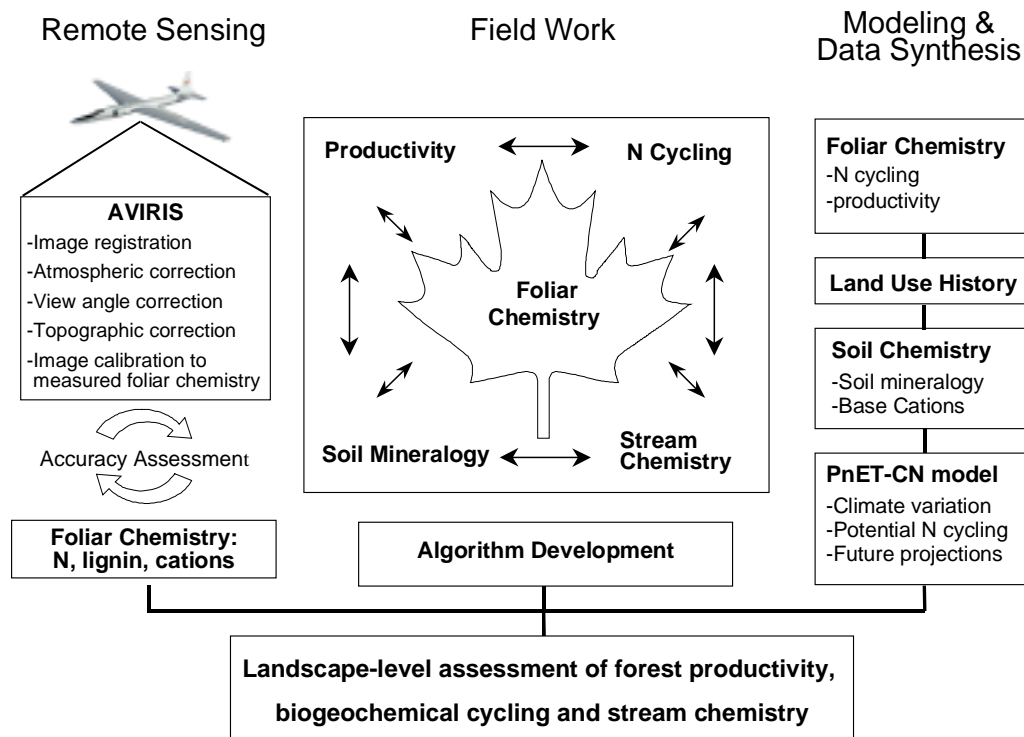 Remote Sensing
AVIRIS
-Image registration
-Atmospheric correction
-View angle correction
-Topographic correction
-Image calibration to
measured foliar chemistry
Accuracy Assessment
Foliar Chemistry:
N, lignin, cations
Field Work
Productivity
N Cycling
Foliar
Chemistry
Soil Mineralogy
Stream
Chemistry
Algorithm Development
Modeling &
Data Synthesis
Foliar Chemistry
-N cycling
-productivity
Land Use History
Soil Chemistry
-Soil mineralogy
-Base Cations
PnET-CN model
-Climate variation
-Potential N cycling
-Future projections
Landscape-level assessment of forest productivity,
biogeochemical cycling and stream chemistry